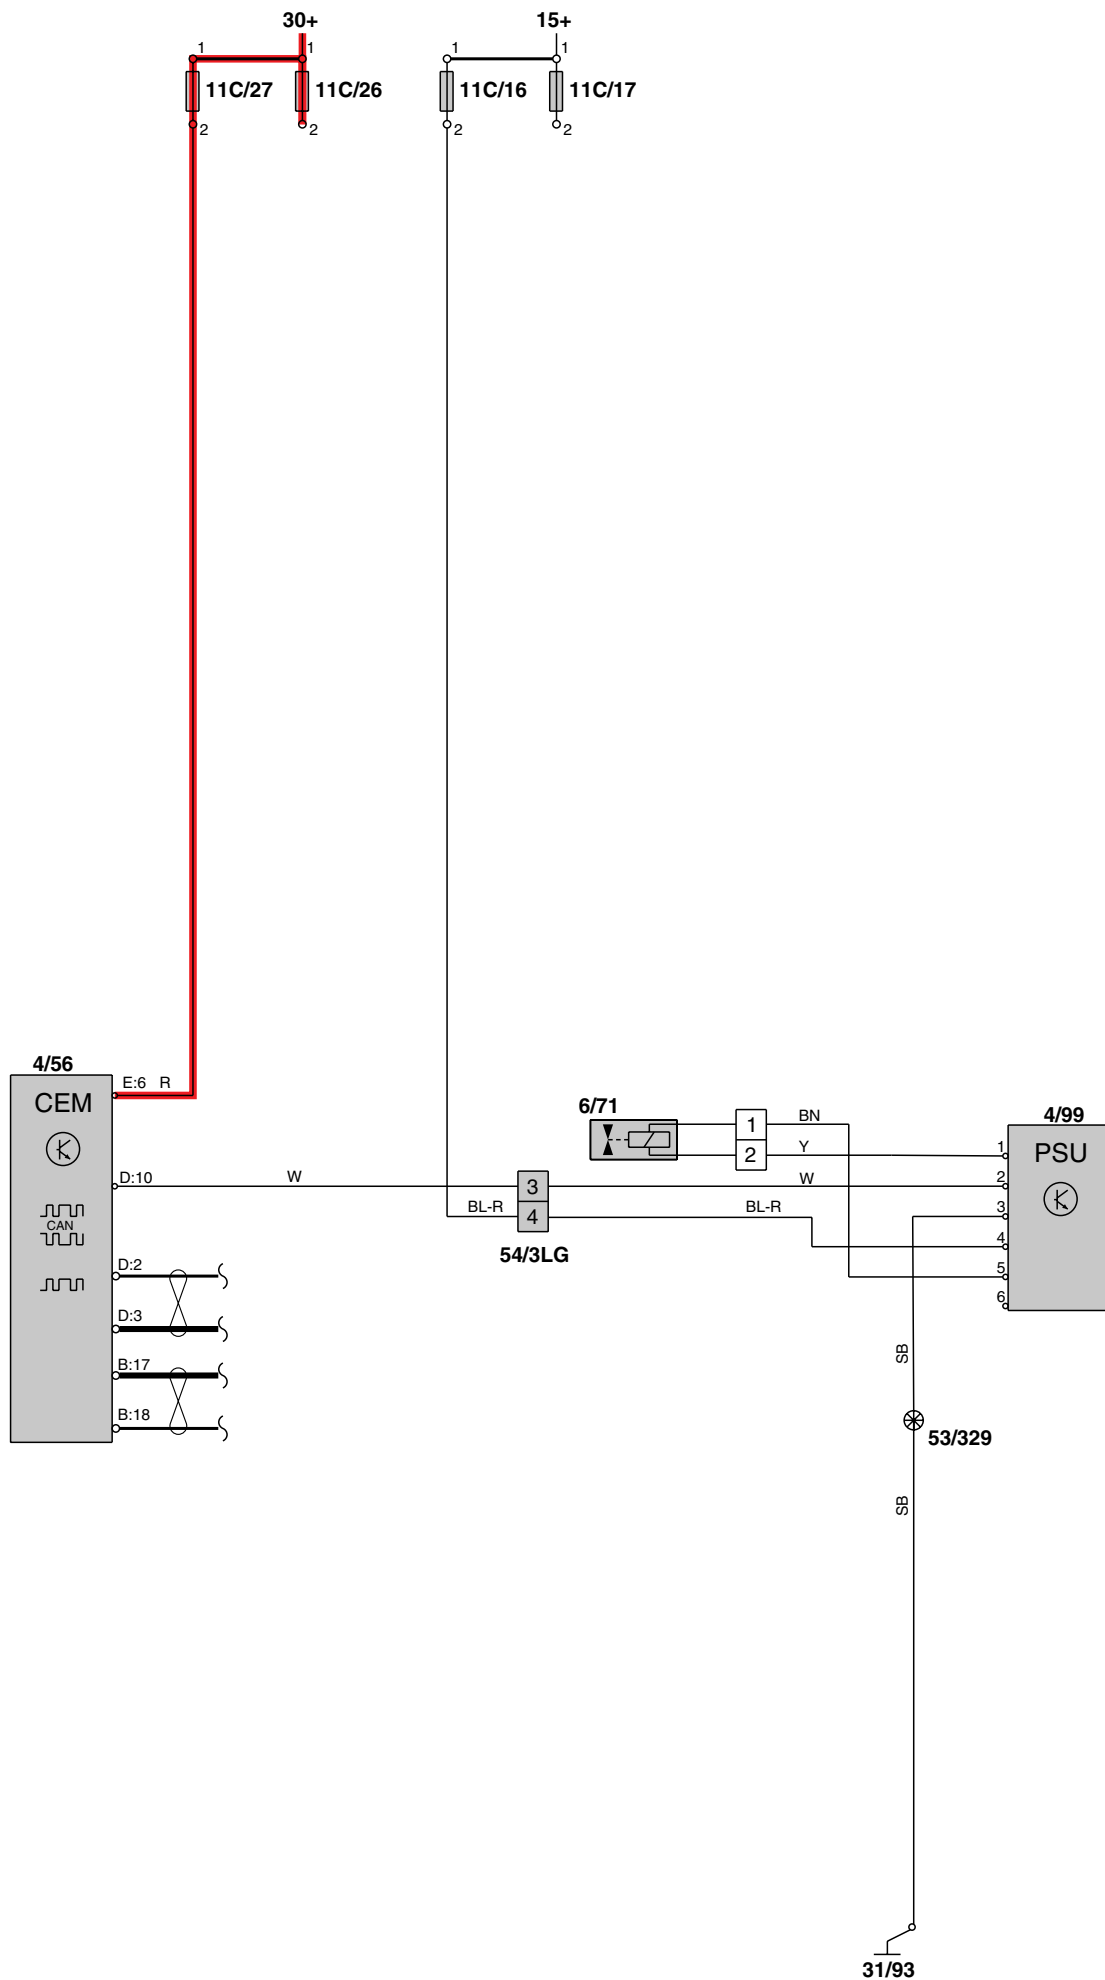 30+ 15+
1 1 1 1
11C/27 11C/26 11C/16 11C/17
2 2 2 2
4/56
E:6 R
CEM
6/71
1 BN
4/99
2 Y 1
PSU
D:10 W 3 W 2
BL-R 4 BL-R 3
CAN
54/3LG
4
D:2 5
6
D:3
SB
B:17
B:18
53/329
SB
31/93